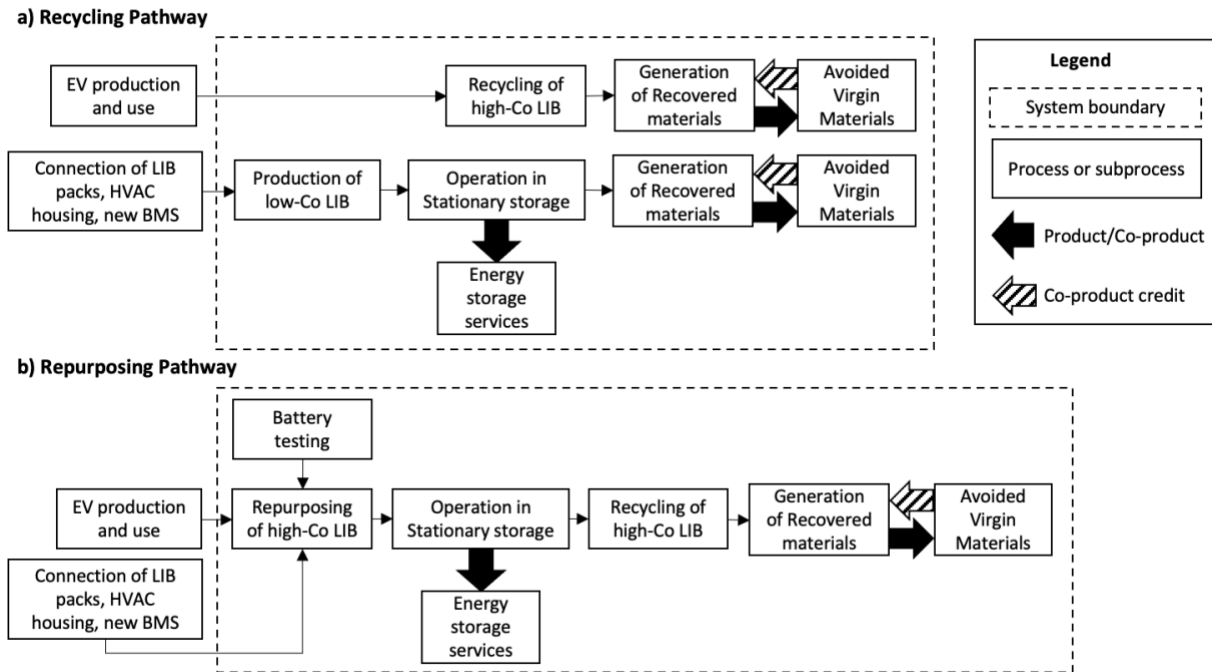 a) Recycling Pathway
EV production
and use
Recycling of
high-Co LIB
Generation
of Recovered
materials
Avoided
Virgin
Materials
Connection of LIB
packs, HVAC
housing, new BMS
Production of
low-Co LIB
Operation in
Stationary storage
Generation
of Recovered
materials
Avoided
Virgin
Materials
Energy
storage
services
Legend
System boundary
Process or subprocess
Product/Co-product
Co-product credit
b) Repurposing Pathway
Battery
testing
EV production
and use
Repurposing
of high-Co LIB
Operation in
Stationary storage
Recycling of
high-Co LIB
Generation
of Recovered
materials
Avoided
Virgin
Materials
Connection of LIB
packs, HVAC
housing, new BMS
Energy
storage
services